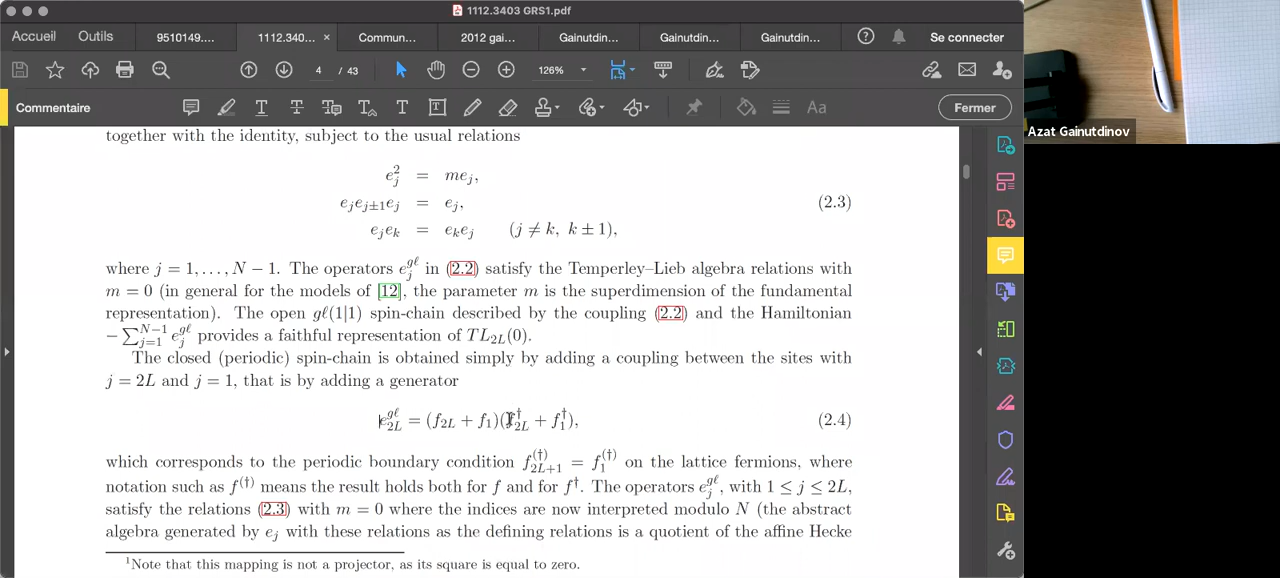 1112.3403 GRS1.pdf
Accueil Outils 9510149.... 1112.340... × Commun... 2012 gai... Gainutdin... Gainutdin... Gainutdin... Se connecter
4 / 43 126%
Commentaire Aa Fermer
Azat Gainutdinov
together with the identity, subject to the usual relations
e_j^2 = me_j,
e_j e_{j±1} e_j = e_j, (2.3)
e_j e_k = e_k e_j (j ≠ k, k ± 1),
where j = 1, . . . , N − 1. The operators e_j^{gℓ} in (2.2) satisfy the Temperley–Lieb algebra relations with
m = 0 (in general for the models of [12], the parameter m is the superdimension of the fundamental
representation). The open gℓ(1|1) spin-chain described by the coupling (2.2) and the Hamiltonian
− ∑_{j=1}^{N−1} e_j^{gℓ} provides a faithful representation of TL_{2L}(0).
The closed (periodic) spin-chain is obtained simply by adding a coupling between the sites with
j = 2L and j = 1, that is by adding a generator
e_{2L}^{gℓ} = (f_{2L} + f_1)(f_{2L}^† + f_1^†), (2.4)
which corresponds to the periodic boundary condition f_{2L+1}^{(†)} = f_1^{(†)} on the lattice fermions, where
notation such as f^{(†)} means the result holds both for f and for f^†. The operators e_j^{gℓ}, with 1 ≤ j ≤ 2L,
satisfy the relations (2.3) with m = 0 where the indices are now interpreted modulo N (the abstract
algebra generated by e_j with these relations as the defining relations is a quotient of the affine Hecke
^1Note that this mapping is not a projector, as its square is equal to zero.